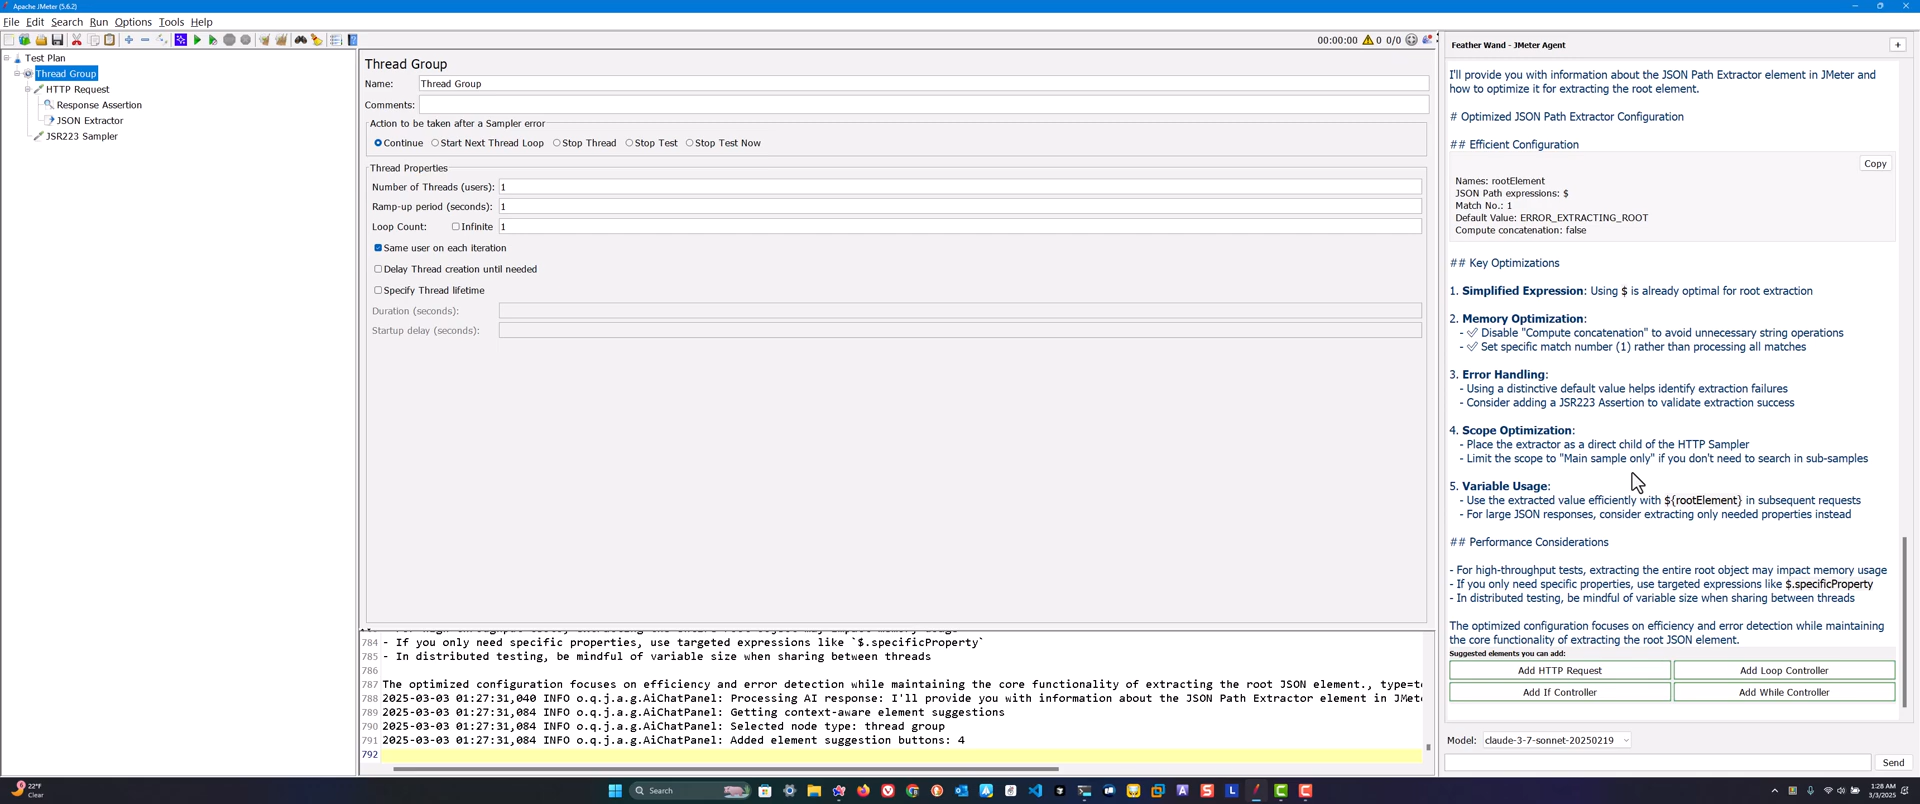 Apache JMeter (5.6.2)
File Edit Search Run Options Tools Help
00:00:00 0 0/0
Test Plan
Thread Group
HTTP Request
Response Assertion
JSON Extractor
JSR223 Sampler
Thread Group
Name: Thread Group
Comments:
Action to be taken after a Sampler error
Continue Start Next Thread Loop Stop Thread Stop Test Stop Test Now
Thread Properties
Number of Threads (users): 1
Ramp-up period (seconds): 1
Loop Count: Infinite 1
Same user on each iteration
Delay Thread creation until needed
Specify Thread lifetime
Duration (seconds):
Startup delay (seconds):
784 - If you only need specific properties, use targeted expressions like `$.specificProperty`
785 - In distributed testing, be mindful of variable size when sharing between threads
786
787 The optimized configuration focuses on efficiency and error detection while maintaining the core functionality of extracting the root JSON element., type=t
788 2025-03-03 01:27:31,040 INFO o.q.j.a.g.AiChatPanel: Processing AI response: I'll provide you with information about the JSON Path Extractor element in JMet
789 2025-03-03 01:27:31,084 INFO o.q.j.a.g.AiChatPanel: Getting context-aware element suggestions
790 2025-03-03 01:27:31,084 INFO o.q.j.a.g.AiChatPanel: Selected node type: thread group
791 2025-03-03 01:27:31,084 INFO o.q.j.a.g.AiChatPanel: Added element suggestion buttons: 4
792
Feather Wand - JMeter Agent
+
I'll provide you with information about the JSON Path Extractor element in JMeter and
how to optimize it for extracting the root element.
# Optimized JSON Path Extractor Configuration
## Efficient Configuration
Copy
Names: rootElement
JSON Path expressions: $
Match No.: 1
Default Value: ERROR_EXTRACTING_ROOT
Compute concatenation: false
## Key Optimizations
1. Simplified Expression: Using $ is already optimal for root extraction
2. Memory Optimization:
- ✅ Disable "Compute concatenation" to avoid unnecessary string operations
- ✅ Set specific match number (1) rather than processing all matches
3. Error Handling:
- Using a distinctive default value helps identify extraction failures
- Consider adding a JSR223 Assertion to validate extraction success
4. Scope Optimization:
- Place the extractor as a direct child of the HTTP Sampler
- Limit the scope to "Main sample only" if you don't need to search in sub-samples
5. Variable Usage:
- Use the extracted value efficiently with ${rootElement} in subsequent requests
- For large JSON responses, consider extracting only needed properties instead
## Performance Considerations
- For high-throughput tests, extracting the entire root object may impact memory usage
- If you only need specific properties, use targeted expressions like $.specificProperty
- In distributed testing, be mindful of variable size when sharing between threads
The optimized configuration focuses on efficiency and error detection while maintaining
the core functionality of extracting the root JSON element.
Suggested elements you can add:
Add HTTP Request Add Loop Controller
Add If Controller Add While Controller
Model: claude-3-7-sonnet-20250219
Send
22°F
Clear
Search
1:28 AM
3/3/2025